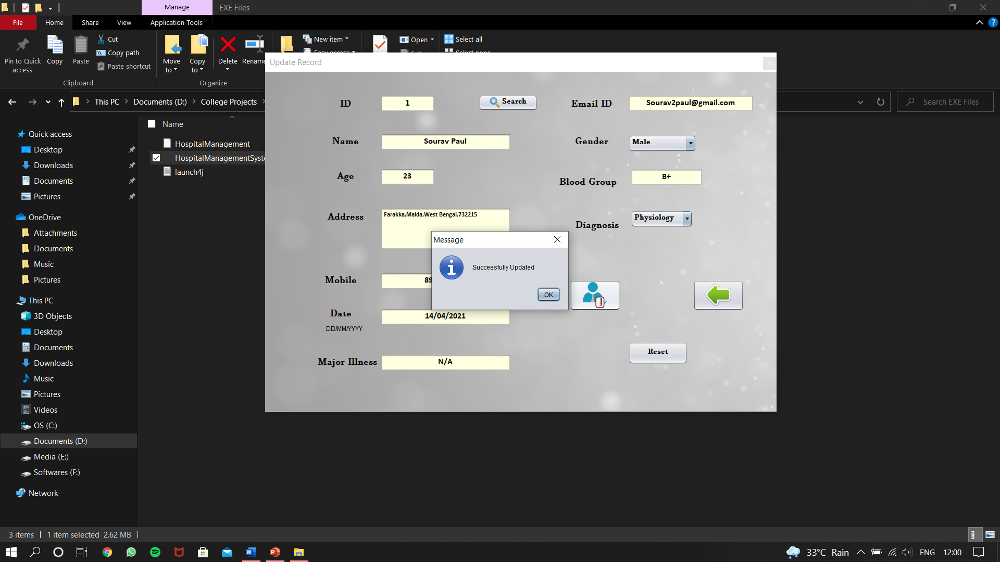 Manage
EXE Files
File
Home
Share
View
Application Tools
Pin to Quick access
Copy
Paste
Cut
Copy path
Paste shortcut
Clipboard
Move to
Copy to
Delete
Rename
Organize
New item
Easy access
Open
Edit
Select all
Select none
This PC
Documents (D:)
College Projects
Search EXE Files
Name
HospitalManagement
HospitalManagementSyste
launch4j
Quick access
Desktop
Downloads
Documents
Pictures
OneDrive
Attachments
Documents
Music
Pictures
This PC
3D Objects
Desktop
Documents
Downloads
Music
Pictures
Videos
OS (C:)
Documents (D:)
Media (E:)
Softwares (F:)
Network
Update Record
ID
1
Search
Email ID
Sourav2paul@gmail.com
Name
Sourav Paul
Gender
Male
Age
23
Blood Group
B+
Address
Farakka,Malda,West Bengal,732215
Diagnosis
Physiology
Mobile
89
Date
14/04/2021
DD/MM/YYYY
Major Illness
N/A
Reset
Message
Successfully Updated
OK
3 items
1 item selected 2.62 MB
33°C Rain
ENG
12:00